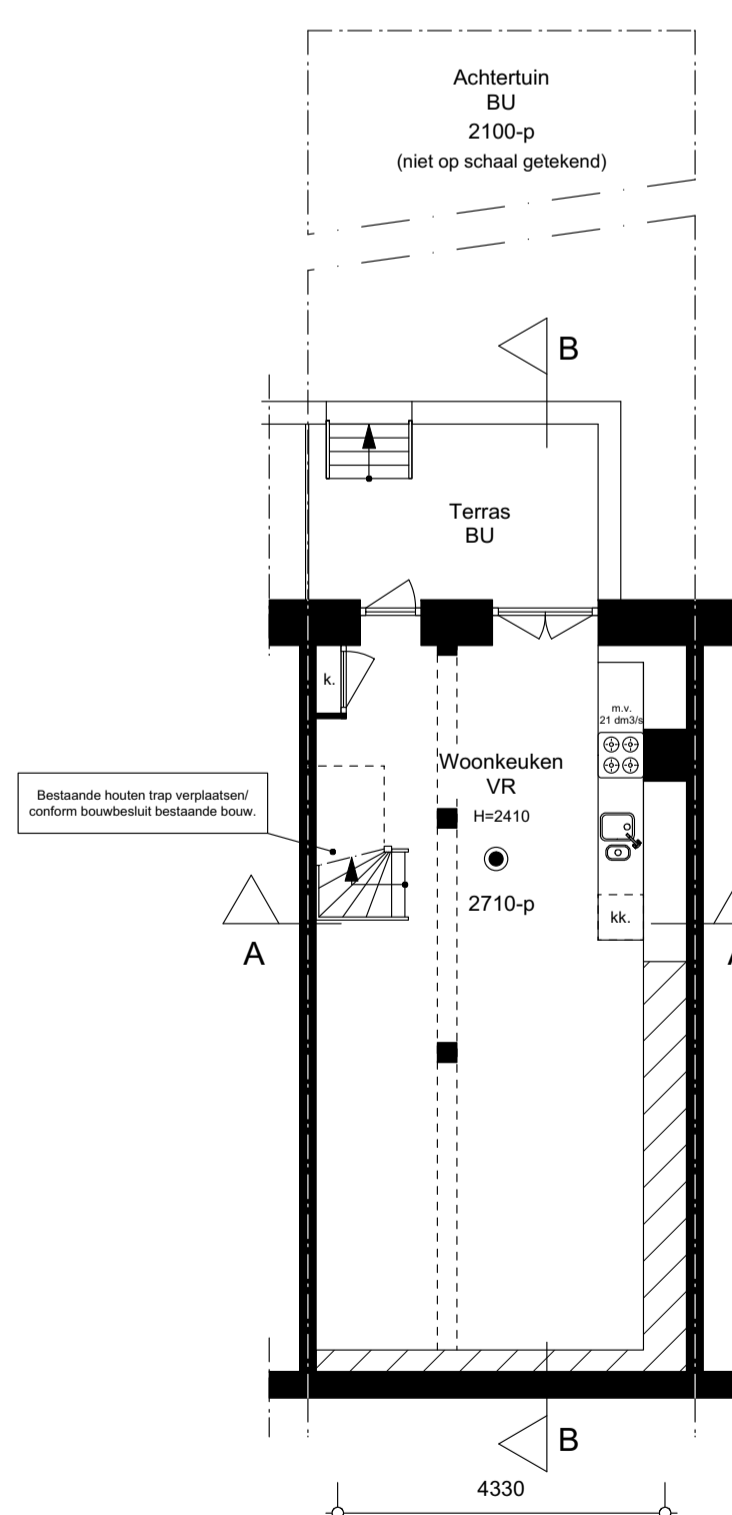 Achtertuin
BU
2100-p
(niet op schaal getekend)
B
Terras
BU
k.
m.v.
21 dm3/s
Woonkeuken
VR
H=2410
Bestaande houten trap verplaatsen/
conform bouwbesluit bestaande bouw.
2710-p
kk.
A
B
4330